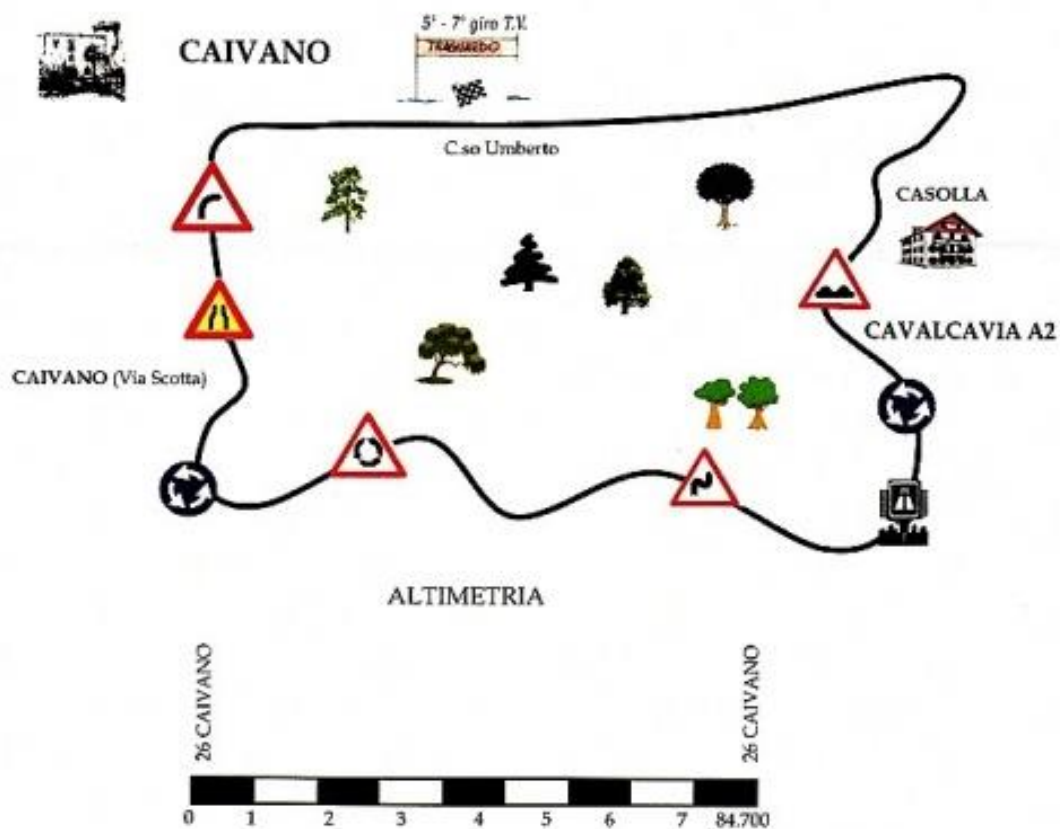 5ª - 7° giro T.V.
TRAGUARDO
CAIVANO
C.so Umberto
CASOLLA
CAVALCAVIA A2
CAIVANO (Via Scotta)
ALTIMETRIA
26 CAIVANO
26 CAIVANO
0 1 2 3 4 5 6 7 84.700